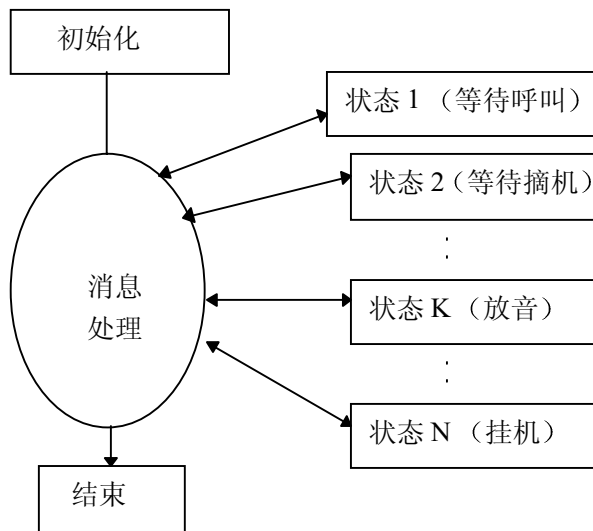 初始化
状态 1 （等待呼叫）
状态 2（等待摘机）
消息
处理
状态 K （放音）
状态 N （挂机）
结束